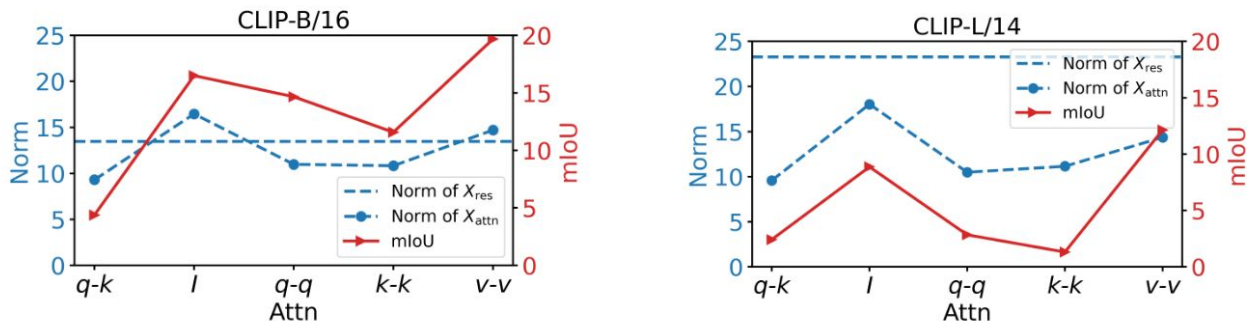 CLIP-B/16
25
20
15
10
5
0
Norm
20
15
10
5
0
mIoU
Norm of X_res
Norm of X_attn
mIoU
q-k
I
q-q
k-k
v-v
Attn
CLIP-L/14
25
20
15
10
5
0
Norm
20
15
10
5
0
mIoU
Norm of X_res
Norm of X_attn
mIoU
q-k
I
q-q
k-k
v-v
Attn